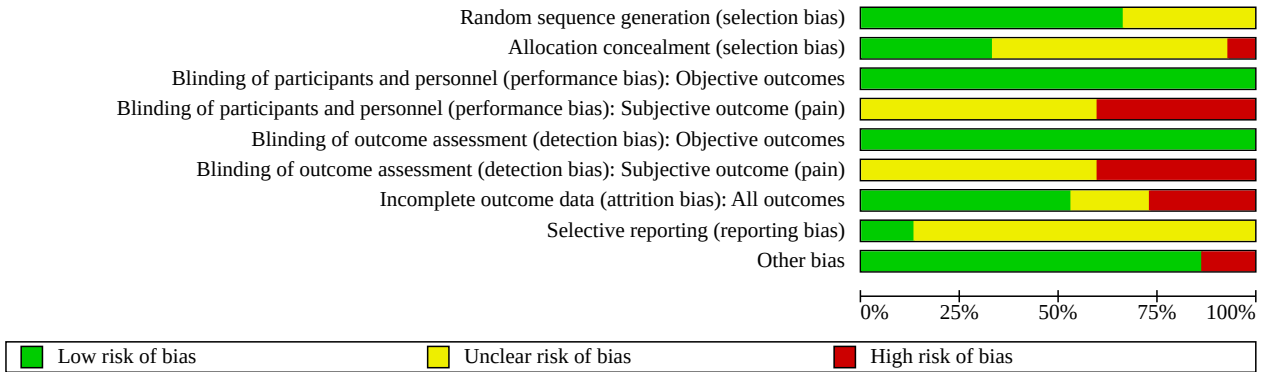 Random sequence generation (selection bias)
Allocation concealment (selection bias)
Blinding of participants and personnel (performance bias): Objective outcomes
Blinding of participants and personnel (performance bias): Subjective outcome (pain)
Blinding of outcome assessment (detection bias): Objective outcomes
Blinding of outcome assessment (detection bias): Subjective outcome (pain)
Incomplete outcome data (attrition bias): All outcomes
Selective reporting (reporting bias)
Other bias
0% 25% 50% 75% 100%
Low risk of bias Unclear risk of bias High risk of bias